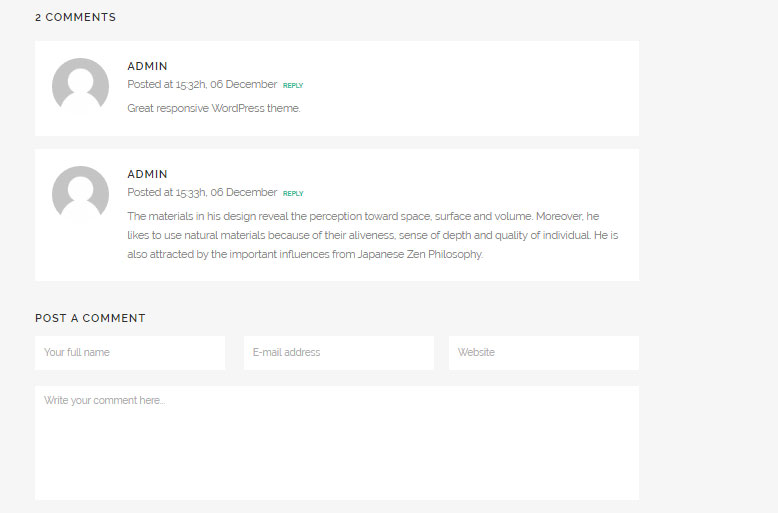 2 COMMENTS
ADMIN
Posted at 15:32h, 06 December REPLY
Great responsive WordPress theme.
ADMIN
Posted at 15:33h, 06 December REPLY
The materials in his design reveal the perception toward space, surface and volume. Moreover, he
likes to use natural materials because of their aliveness, sense of depth and quality of individual. He is
also attracted by the important influences from Japanese Zen Philosophy.
POST A COMMENT
Your full name
E-mail address
Website
Write your comment here...